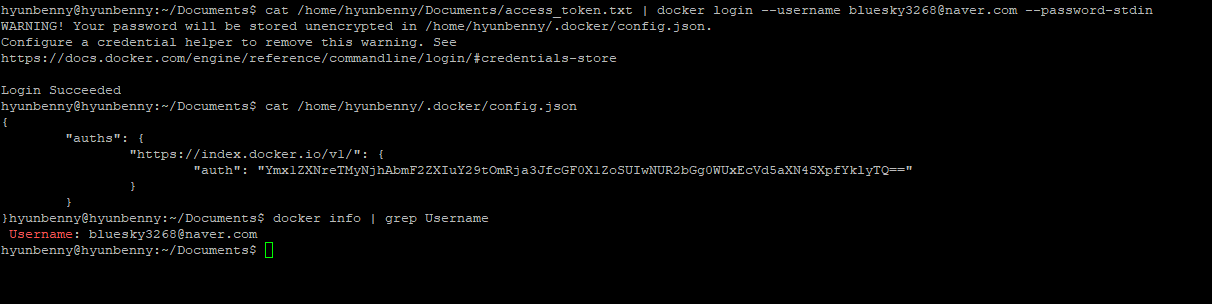 hyunbenny@hyunbenny:~/Documents$ cat /home/hyunbenny/Documents/access_token.txt | docker login --username bluesky3268@naver.com --password-stdin
WARNING! Your password will be stored unencrypted in /home/hyunbenny/.docker/config.json.
Configure a credential helper to remove this warning. See
https://docs.docker.com/engine/reference/commandline/login/#credentials-store

Login Succeeded
hyunbenny@hyunbenny:~/Documents$ cat /home/hyunbenny/.docker/config.json
{
        "auths": {
                "https://index.docker.io/v1/": {
                        "auth": "Ymx1ZXNreTMyNjhAbmF2ZXIuY29tOmRja3JfcGF0X1ZoSUIwNUR2bGg0WUxEcVd5aXN4SXpfYklyTQ=="
                }
        }
}hyunbenny@hyunbenny:~/Documents$ docker info | grep Username
 Username: bluesky3268@naver.com
hyunbenny@hyunbenny:~/Documents$